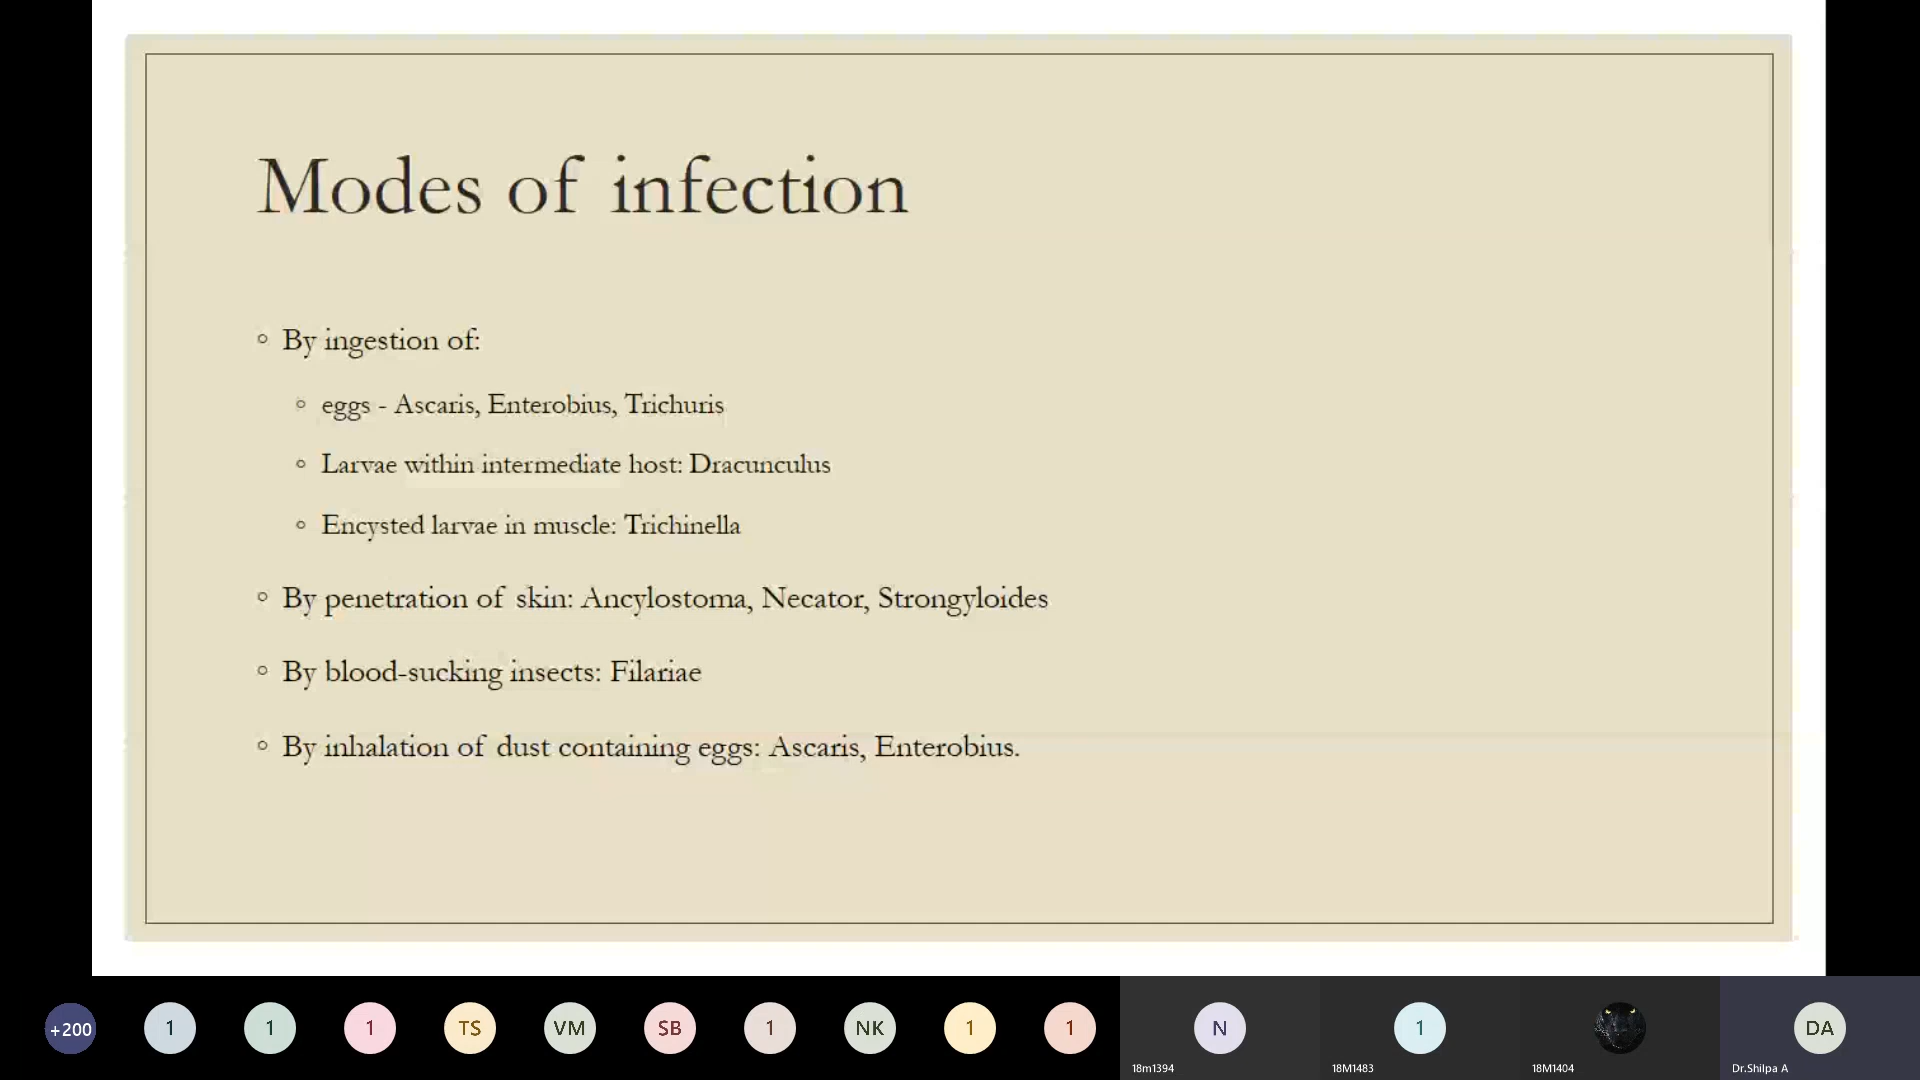 Modes of infection
◦ By ingestion of:
◦ eggs - Ascaris, Enterobius, Trichuris
◦ Larvae within intermediate host: Dracunculus
◦ Encysted larvae in muscle: Trichinella
◦ By penetration of skin: Ancylostoma, Necator, Strongyloides
◦ By blood-sucking insects: Filariae
◦ By inhalation of dust containing eggs: Ascaris, Enterobius.
+200 1 1 1 TS VM SB 1 NK 1 1 N 1 DA
18m1394 18M1483 18M1404 Dr.Shilpa A